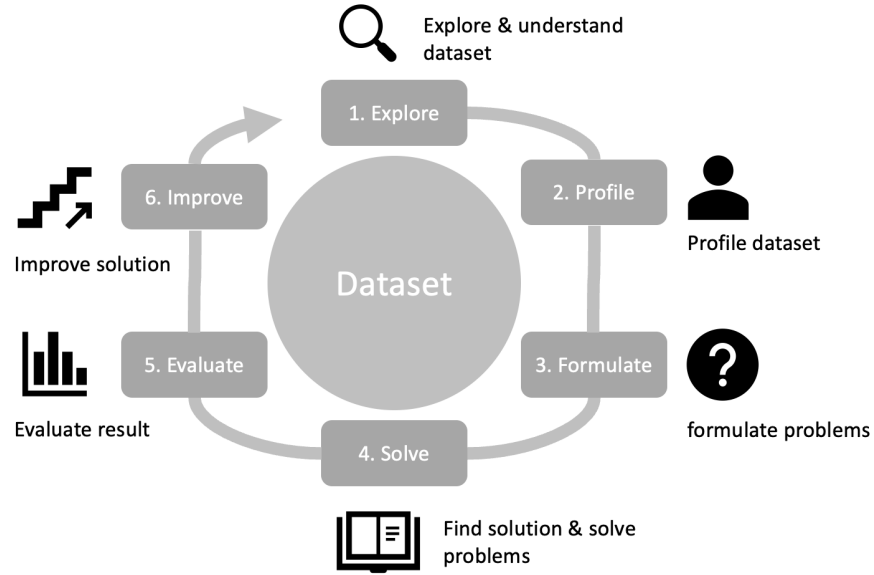 Explore & understand
dataset
1. Explore
2. Profile
Profile dataset
3. Formulate
?
formulate problems
4. Solve
Find solution & solve
problems
5. Evaluate
Evaluate result
6. Improve
Improve solution
Dataset